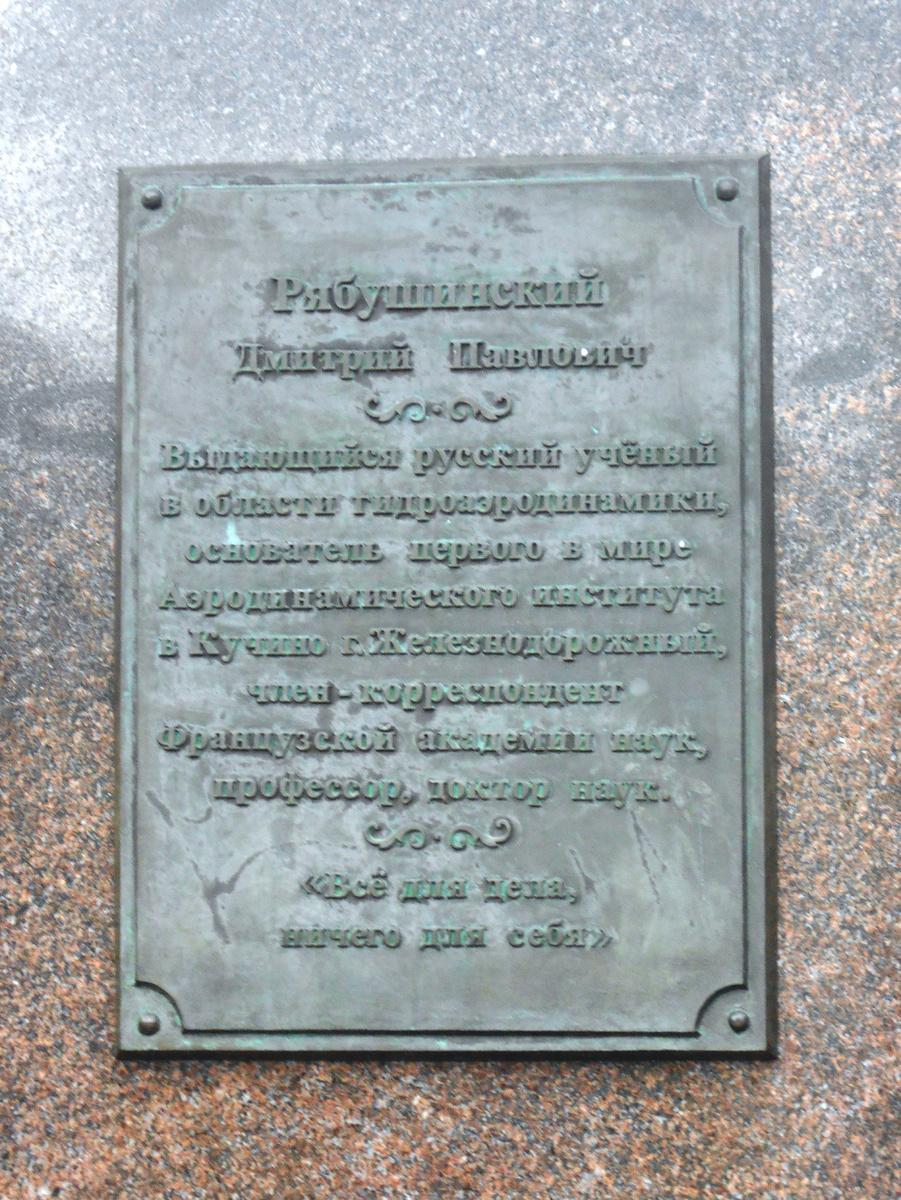 Рябушинский
Дмитрий Павлович
Выдающийся русский учёный
в области гидроаэродинамики,
основатель первого в мире
Аэродинамического института
в Кучино г.Железнодорожный,
член-корреспондент
Французской академии наук,
профессор, доктор наук.
«Всё для дела,
ничего для себя»